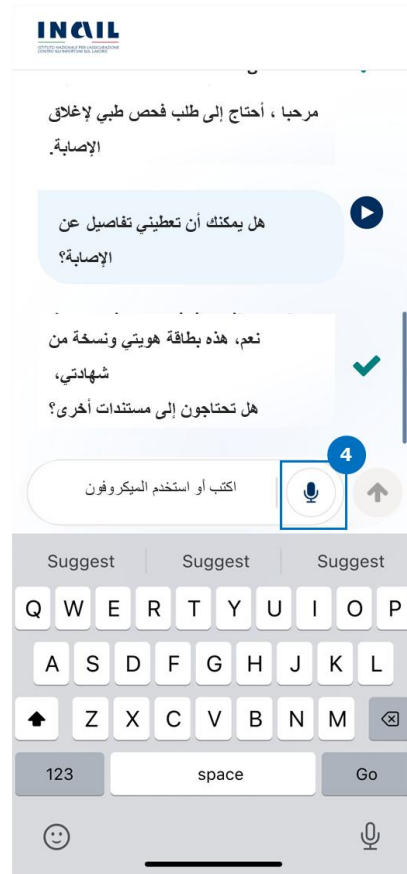 INAIL
ISTITUTO NAZIONALE PER L'ASSICURAZIONE
CONTRO GLI INFORTUNI SUL LAVORO
مرحبا ، أحتاج إلى طلب فحص طبي لإغلاق
الإصابة.
هل يمكنك أن تعطيني تفاصيل عن
الإصابة؟
نعم، هذه بطاقة هويتي ونسخة من
شهادتي،
هل تحتاجون إلى مستندات أخرى؟
4
اكتب أو استخدم الميكروفون
Suggest Suggest Suggest
Q W E R T Y U I O P
A S D F G H J K L
Z X C V B N M
123 space Go